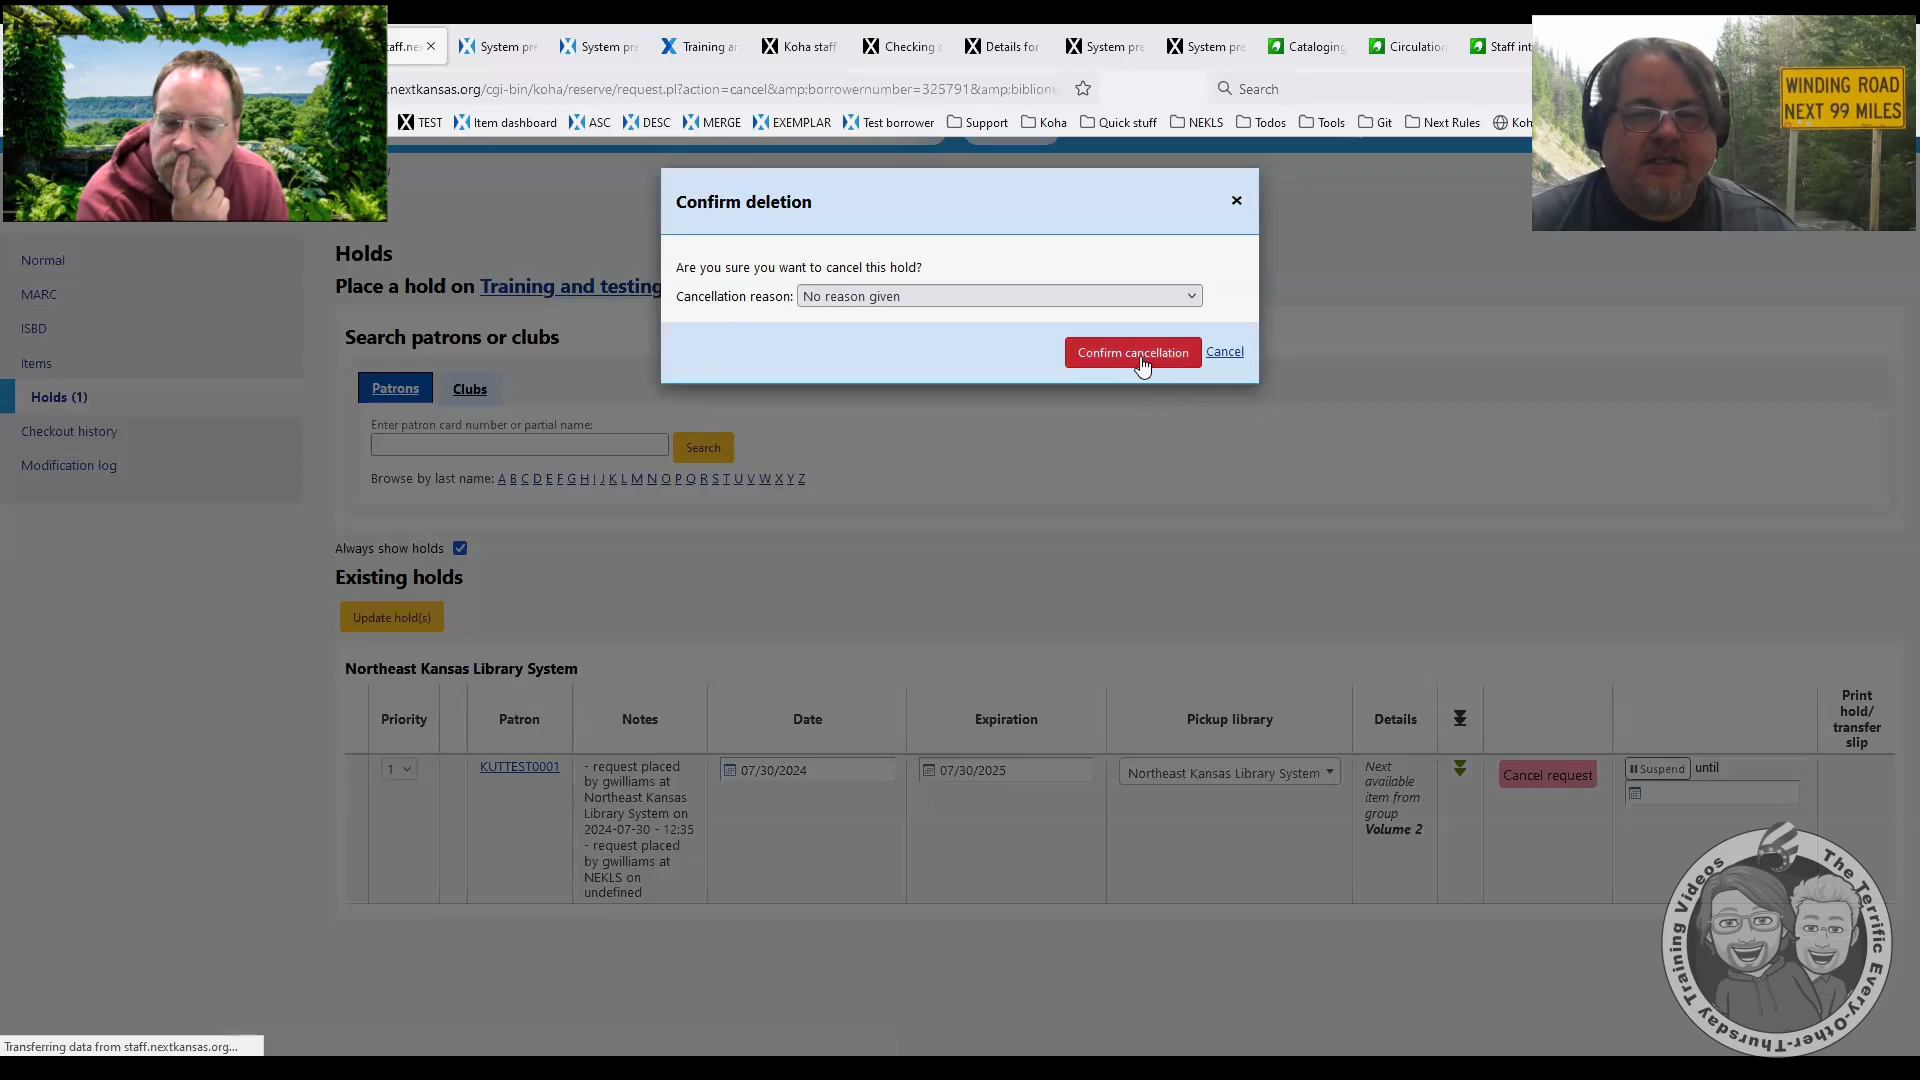 taff.ne
System pre
System pre
Training ar
Koha staff
Checking o
Details for
System pre
System pre
Cataloging
Circulation
Staff int
.nextkansas.org/cgi-bin/koha/reserve/request.pl?action=cancel&amp;borrowernumber=325791&amp;biblionu
Search
TEST
Item dashboard
ASC
DESC
MERGE
EXEMPLAR
Test borrower
Support
Koha
Quick stuff
NEKLS
Todos
Tools
Git
Next Rules
Koh
WINDING ROAD
NEXT 99 MILES
Confirm deletion
Are you sure you want to cancel this hold?
Cancellation reason: No reason given
Confirm cancellation
Cancel
Normal
MARC
ISBD
Items
Holds (1)
Checkout history
Modification log
Holds
Place a hold on Training and testing
Search patrons or clubs
Patrons
Clubs
Enter patron card number or partial name:
Search
Browse by last name: A B C D E F G H I J K L M N O P Q R S T U V W X Y Z
Always show holds
Existing holds
Update hold(s)
Northeast Kansas Library System
Priority
Patron
Notes
Date
Expiration
Pickup library
Details
Print
hold/
transfer
slip
1
KUTTEST0001
- request placed
by gwilliams at
Northeast Kansas
Library System on
2024-07-30 - 12:35
- request placed
by gwilliams at
NEKLS on
undefined
07/30/2024
07/30/2025
Northeast Kansas Library System
Next
available
item from
group
Volume 2
Cancel request
Suspend until
The Terrific Every-Other-Thursday Training Videos
Transferring data from staff.nextkansas.org...